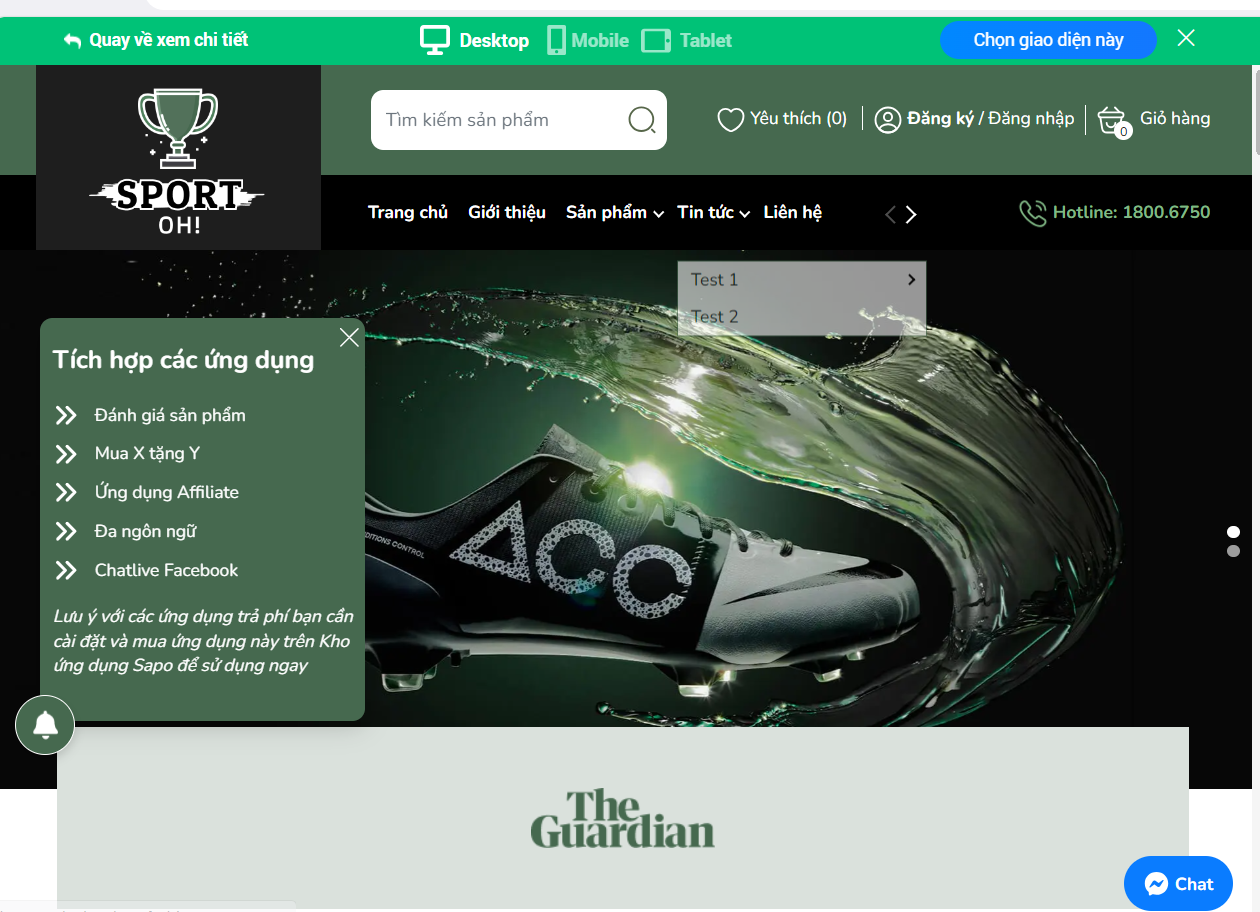 Quay về xem chi tiết
Desktop
Mobile
Tablet
Chọn giao diện này
SPORT
OH!
Tìm kiếm sản phẩm
Yêu thích (0)
Đăng ký / Đăng nhập
0
Giỏ hàng
Trang chủ
Giới thiệu
Sản phẩm
Tin tức
Liên hệ
Hotline: 1800.6750
Test 1
Test 2
Tích hợp các ứng dụng
Đánh giá sản phẩm
Mua X tặng Y
Ứng dụng Affiliate
Đa ngôn ngữ
Chatlive Facebook
Lưu ý với các ứng dụng trả phí bạn cần
cài đặt và mua ứng dụng này trên Kho
ứng dụng Sapo để sử dụng ngay
ACC
CONTROL
The
Guardian
Chat